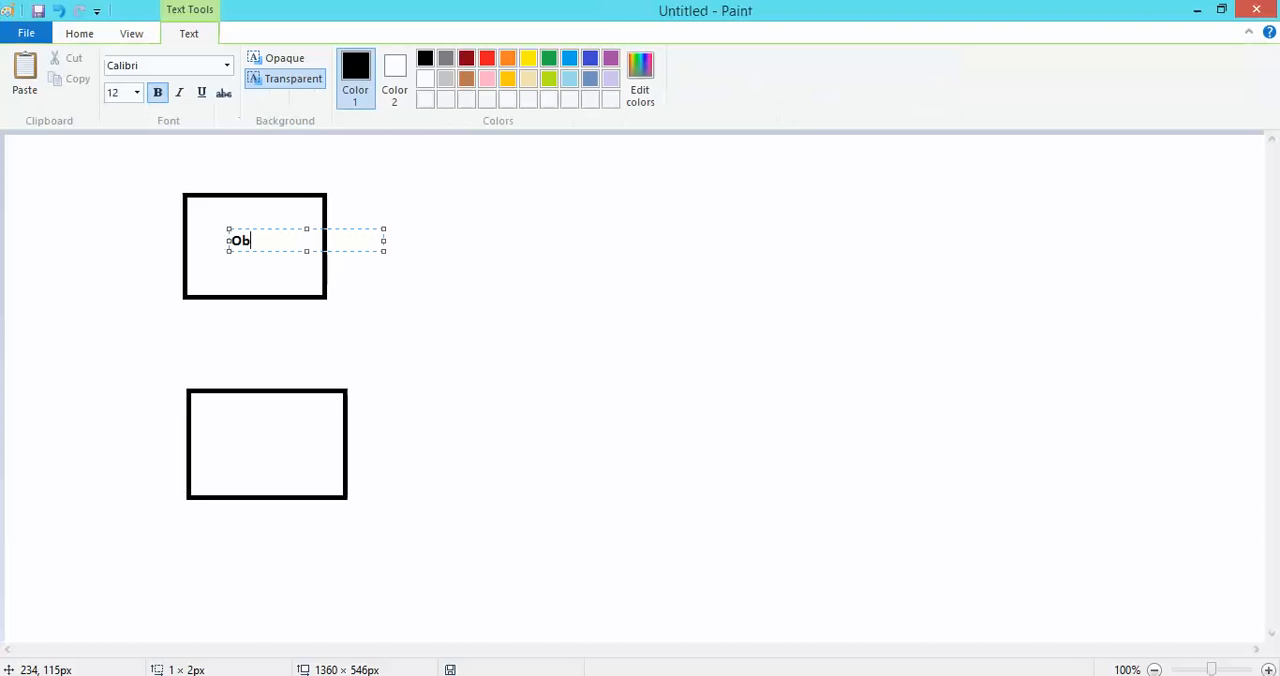 Text Tools
Untitled - Paint
File
Home
View
Text
Paste
Cut
Copy
Clipboard
Calibri
12
B
I
U
abc
Font
Opaque
Transparent
Background
Color
1
Color
2
Edit
colors
Colors
Ob
234, 115px
1 × 2px
1360 × 546px
100%